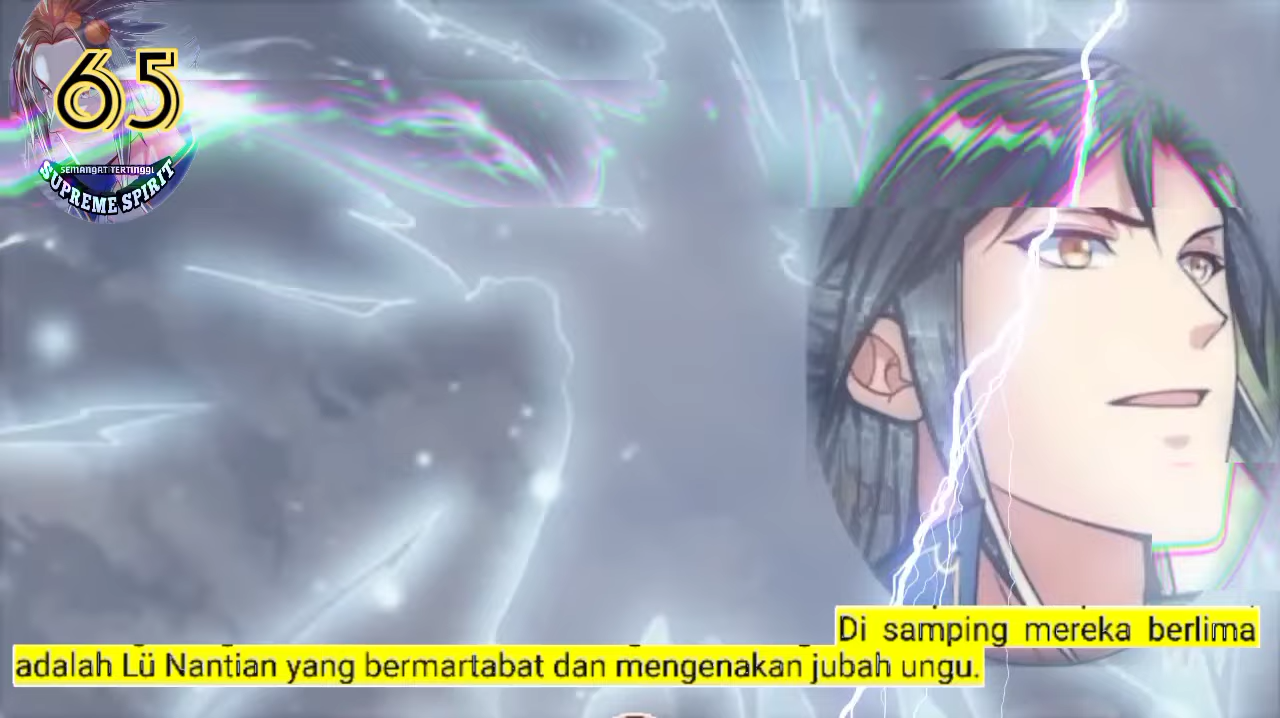 65
SEMANGAT TERTINGGI
SUPREME SPIRIT
Di samping mereka berlima
adalah Lü Nantian yang bermartabat dan mengenakan jubah ungu.